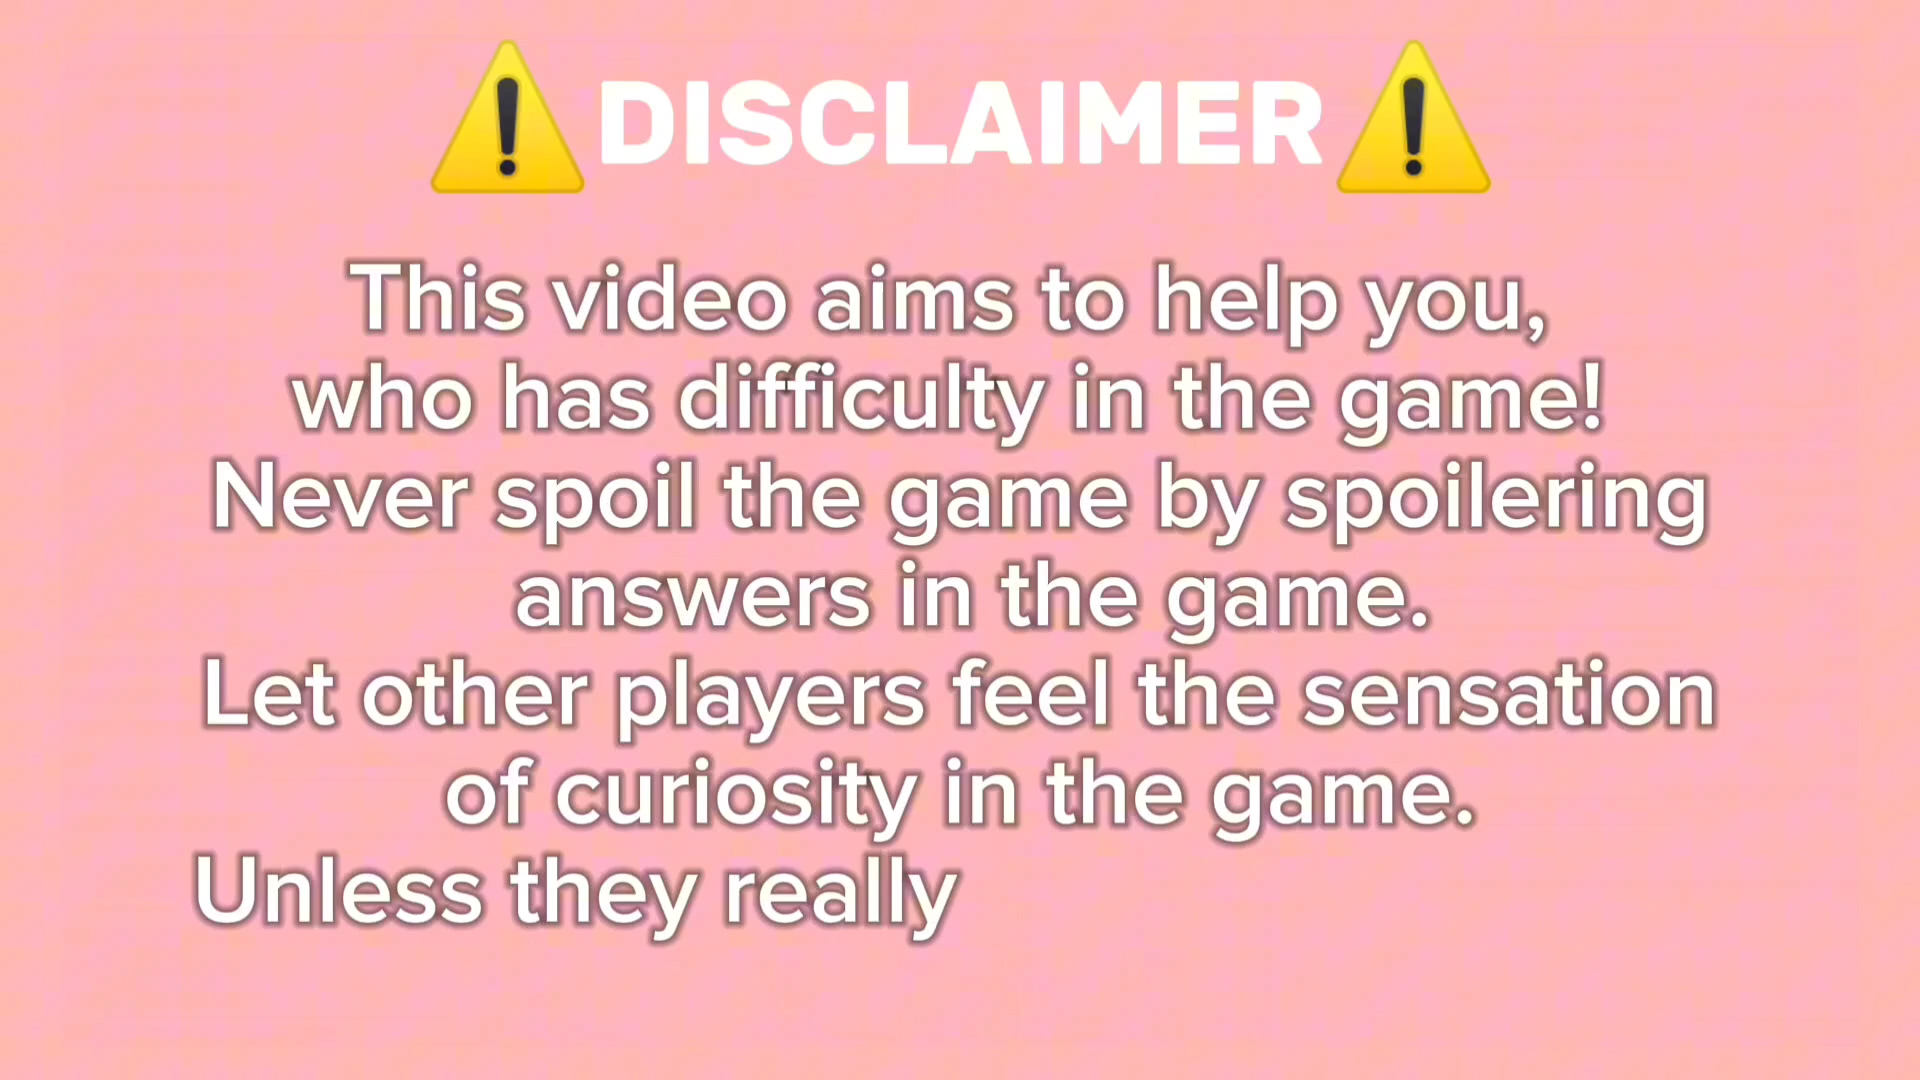 ⚠️DISCLAIMER⚠️
This video aims to help you,
who has difficulty in the game!
Never spoil the game by spoilering
answers in the game.
Let other players feel the sensation
of curiosity in the game.
Unless they really